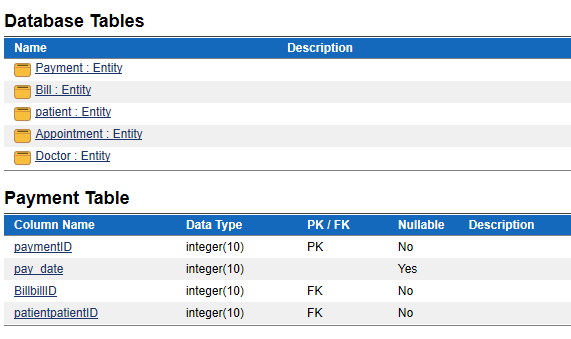 Database Tables
Name Description
Payment : Entity
Bill : Entity
patient : Entity
Appointment : Entity
Doctor : Entity
Payment Table
Column Name Data Type PK / FK Nullable Description
paymentID integer(10) PK No
pay_date integer(10) Yes
BillbillID integer(10) FK No
patientpatientID integer(10) FK No